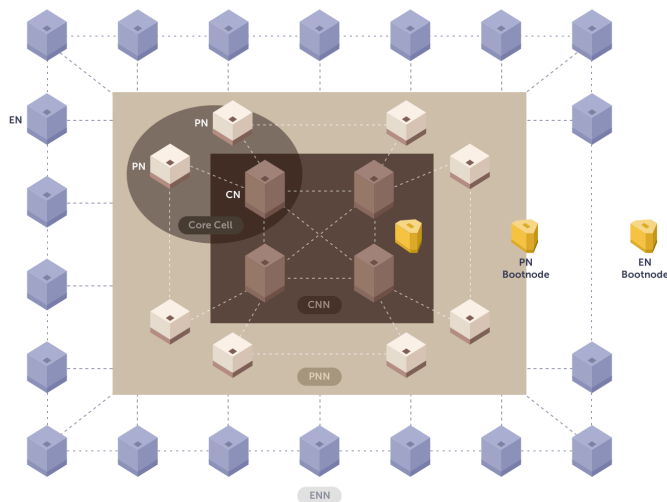 EN
PN
PN
CN
Core Cell
PN
Bootnode
EN
Bootnode
CNN
PNN
ENN